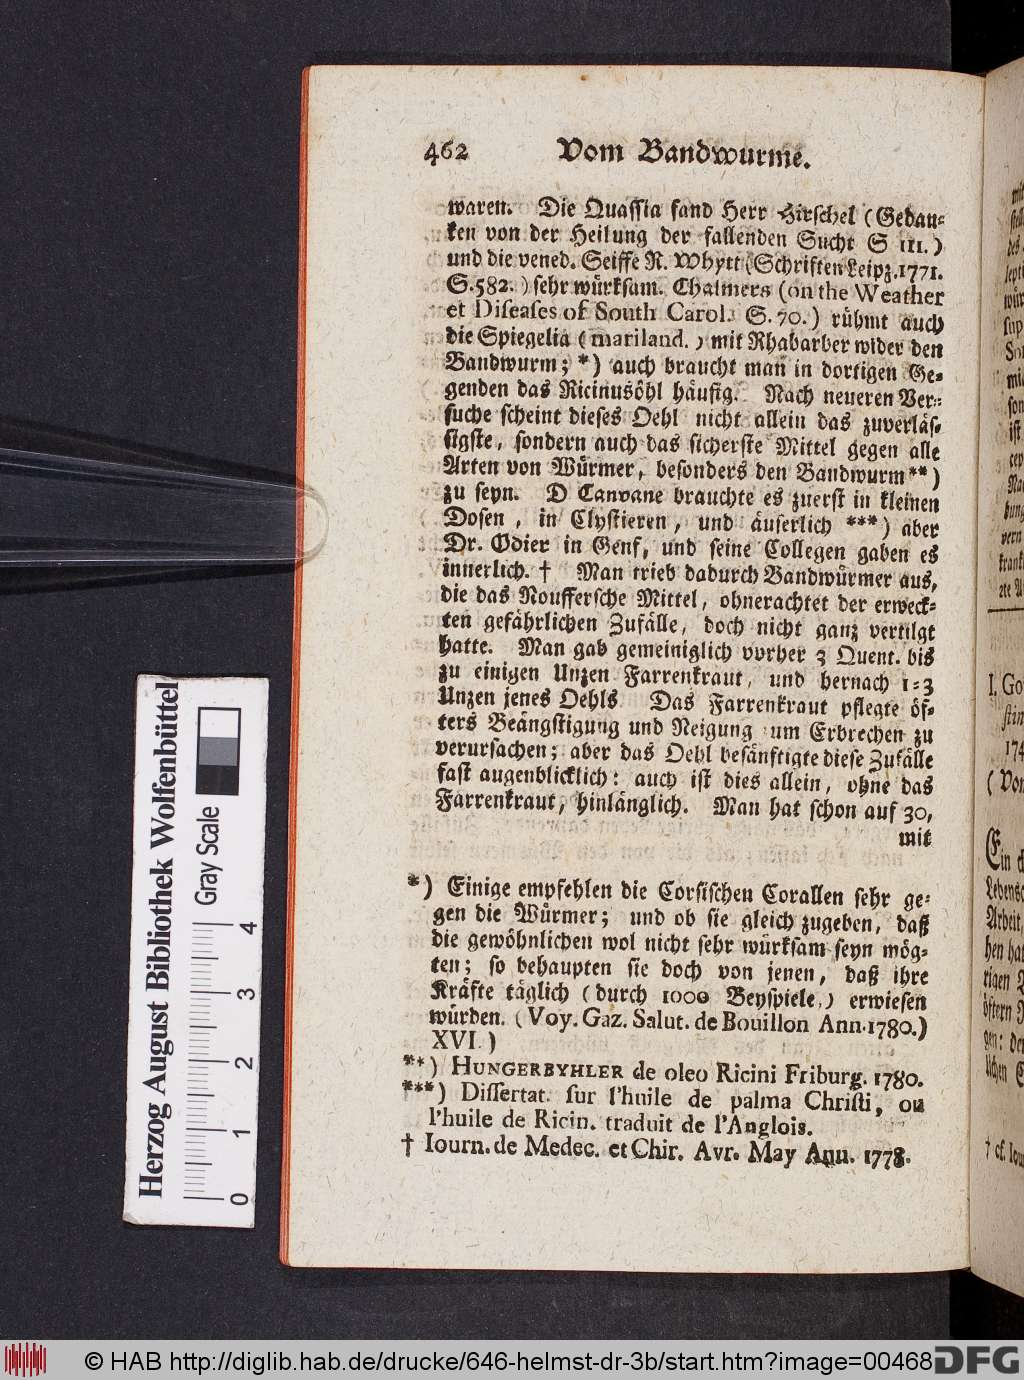 462 Vom Bandwurme.
waren. Die Quassia fand Herr Hirschel (Gedan-
ken von der Heilung der fallenden Sucht S 111.)
und die vened. Seiffe R. Whytt (Schriften Leipz. 1771.
S. 582.) sehr würksam. Chalmers (on the Weather
et Diseases of South Carol. S. 70.) rühmt auch
die Spiegelia (mariland.) mit Rhabarber wider den
Bandwurm; *) auch braucht man in dortigen Ge-
genden das Ricinusöhl häufig. Nach neueren Ver-
suche scheint dieses Oehl nicht allein das zuverläs-
sigste, sondern auch das sicherste Mittel gegen alle
Arten von Würmer, besonders den Bandwurm **)
zu seyn. D Canvane brauchte es zuerst in kleinen
Dosen, in Clystieren, und äuserlich ***) aber
Dr. Odier in Genf, und seine Collegen gaben es
innerlich. † Man trieb dadurch Bandwürmer aus,
die das Nouffersche Mittel, ohnerachtet der erweck-
ten gefährlichen Zufälle, doch nicht ganz vertilgt
hatte. Man gab gemeiniglich vorher 3 Quent. bis
zu einigen Unzen Farrenkraut, und hernach 1-3
Unzen jenes Oehls Das Farrenkraut pflegte öf-
ters Beängstigung und Neigung um Erbrechen zu
verursachen; aber das Oehl besänftigte diese Zufälle
fast augenblicklich: auch ist dies allein, ohne das
Farrenkraut, hinlänglich. Man hat schon auf 30,
mit
*) Einige empfehlen die Corsischen Corallen sehr ge-
gen die Würmer; und ob sie gleich zugeben, daß
die gewöhnlichen wol nicht sehr würksam seyn mög-
ten; so behaupten sie doch von jenen, daß ihre
Kräfte täglich (durch 1000 Beyspiele,) erwiesen
würden. (Voy. Gaz. Salut. de Bouillon Ann. 1780.)
XVI.)
**) HUNGERBYHLER de oleo Ricini Friburg. 1780.
***) Dissertat. sur l'huile de palma Christi, ou
l'huile de Ricin. traduit de l'Anglois.
† Iourn. de Medec. et Chir. Avr. May Ann. 1778.
Herzog August Bibliothek Wolfenbüttel
Gray Scale
0 1 2 3 4
© HAB http://diglib.hab.de/drucke/646-helmst-dr-3b/start.htm?image=00468
DFG